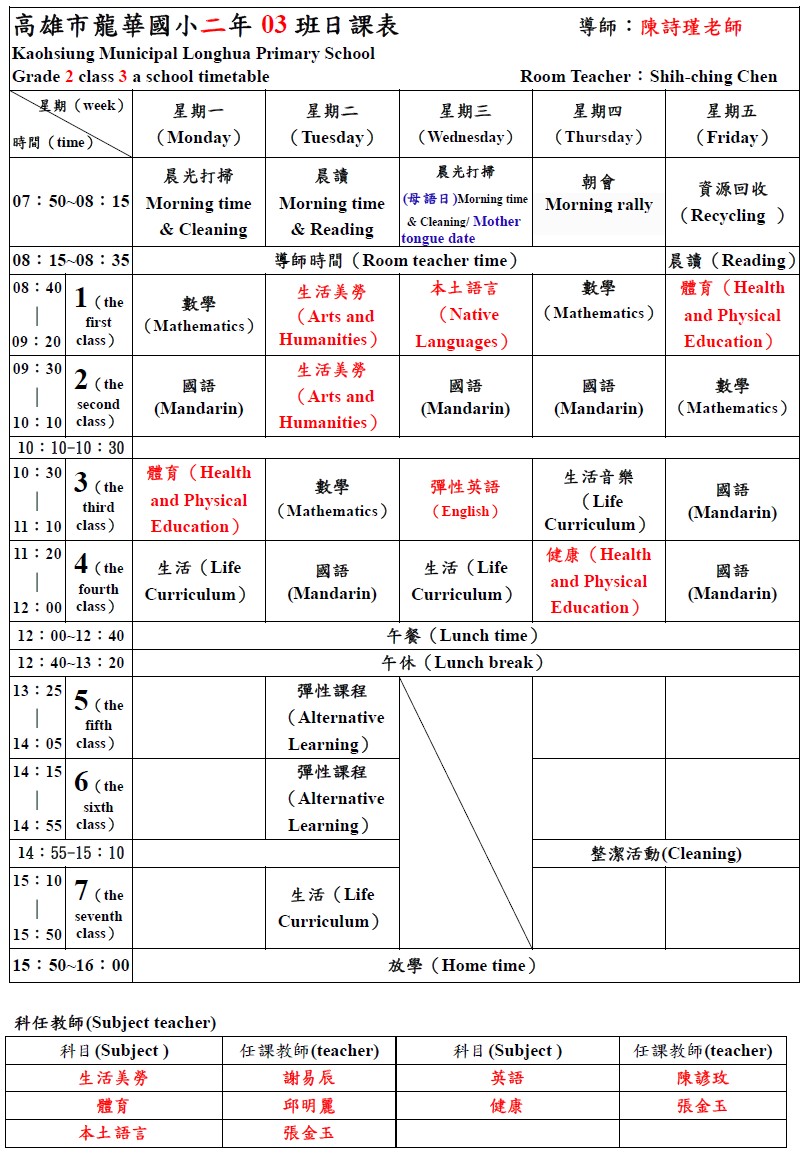 高雄市龍華國小二年 03 班日課表 導師：陳詩瑾老師
Kaohsiung Municipal Longhua Primary School
Grade 2 class 3 a school timetable Room Teacher：Shih-ching Chen
星期（week）
時間（time）
星期一
（Monday）
星期二
（Tuesday）
星期三
（Wednesday）
星期四
（Thursday）
星期五
（Friday）
07：50~08：15
晨光打掃
Morning time
& Cleaning
晨讀
Morning time
& Reading
晨光打掃
(母語日)Morning time
& Cleaning/ Mother
tongue date
朝會
Morning rally
資源回收
（Recycling ）
08：15~08：35 導師時間（Room teacher time） 晨讀（Reading）
08：40
｜
09：20
1（the
first
class）
數學
（Mathematics）
生活美勞
（Arts and
Humanities）
本土語言
（Native
Languages）
數學
（Mathematics）
體育（Health
and Physical
Education）
09：30
｜
10：10
2（the
second
class）
國語
(Mandarin)
生活美勞
（Arts and
Humanities）
國語
(Mandarin)
國語
(Mandarin)
數學
（Mathematics）
10：10-10：30
10：30
｜
11：10
3（the
third
class）
體育（Health
and Physical
Education）
數學
（Mathematics）
彈性英語
（English）
生活音樂
（Life
Curriculum）
國語
(Mandarin)
11：20
｜
12：00
4（the
fourth
class）
生活（Life
Curriculum）
國語
(Mandarin)
生活（Life
Curriculum）
健康（Health
and Physical
Education）
國語
(Mandarin)
12：00~12：40 午餐（Lunch time）
12：40~13：20 午休（Lunch break）
13：25
｜
14：05
5（the
fifth
class）
彈性課程
（Alternative
Learning）
14：15
｜
14：55
6（the
sixth
class）
彈性課程
（Alternative
Learning）
14：55-15：10 整潔活動(Cleaning)
15：10
｜
15：50
7（the
seventh
class）
生活（Life
Curriculum）
15：50~16：00 放學（Home time）
科任教師(Subject teacher)
科目(Subject ) 任課教師(teacher) 科目(Subject ) 任課教師(teacher)
生活美勞 謝易辰 英語 陳諺玫
體育 邱明麗 健康 張金玉
本土語言 張金玉